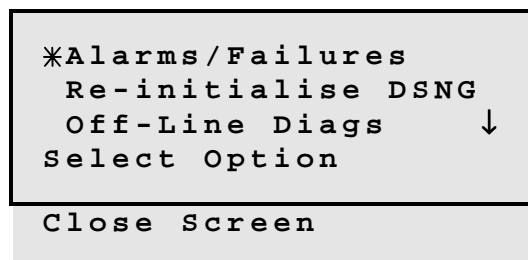 *Alarms/Failures
Re-initialise DSNG
Off-Line Diags ↓
Select Option
Close Screen